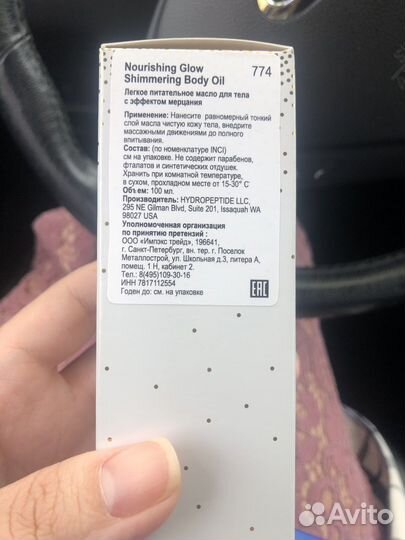 Nourishing Glow 774
Shimmering Body Oil
Легкое питательное масло для тела
с эффектом мерцания
Применение: Нанесите равномерный тонкий
слой масла чистую кожу тела, внедрите
массажными движениями до полного
впитывания.
Состав: (по номенклатуре INCI)
см на упаковке. Не содержит парабенов,
фталатов и синтетических отдушек.
Хранить при комнатной температуре,
в сухом, прохладном месте от 15-30° C
Объем: 100 мл.
Производитель: HYDROPEPTIDE LLC,
295 NE Gilman Blvd, Suite 201, Issaquah WA
98027 USA
Уполномоченная организация
по принятию претензий :
ООО «Импэкс трейд», 196641,
г. Санкт-Петербург, вн. тер. г. Поселок
Металлострой, ул. Школьная д.3, литера А,
помещ. 1 Н, кабинет 2.
Тел.: 8(495)109-30-16
ИНН 7817112554
Годен до: см. на упаковке
EAC
Avito